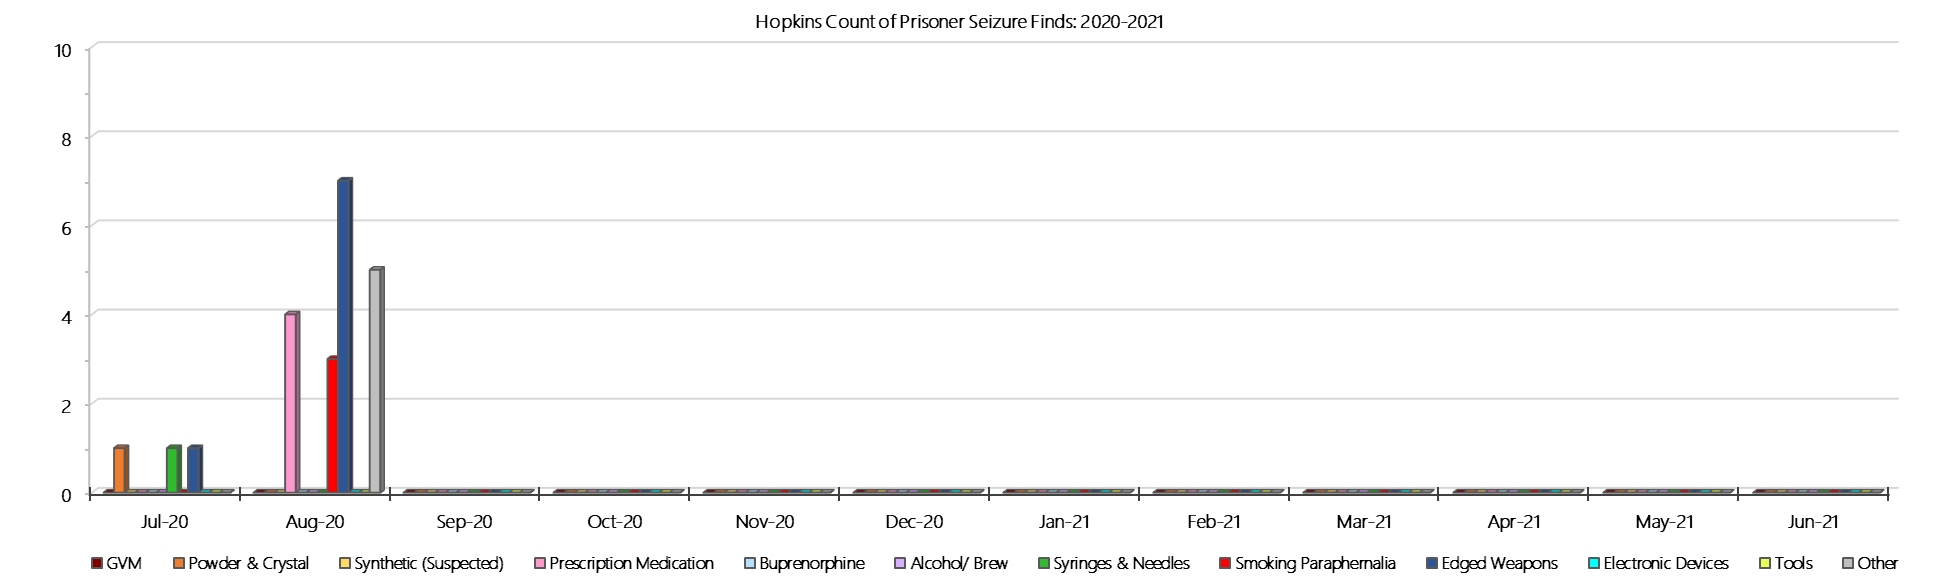 Hopkins Count of Prisoner Seizure Finds: 2020-2021
10
8
6
4
2
0
Jul-20 Aug-20 Sep-20 Oct-20 Nov-20 Dec-20 Jan-21 Feb-21 Mar-21 Apr-21 May-21 Jun-21
GVM Powder & Crystal Synthetic (Suspected) Prescription Medication Buprenorphine Alcohol/ Brew Syringes & Needles Smoking Paraphernalia Edged Weapons Electronic Devices Tools Other